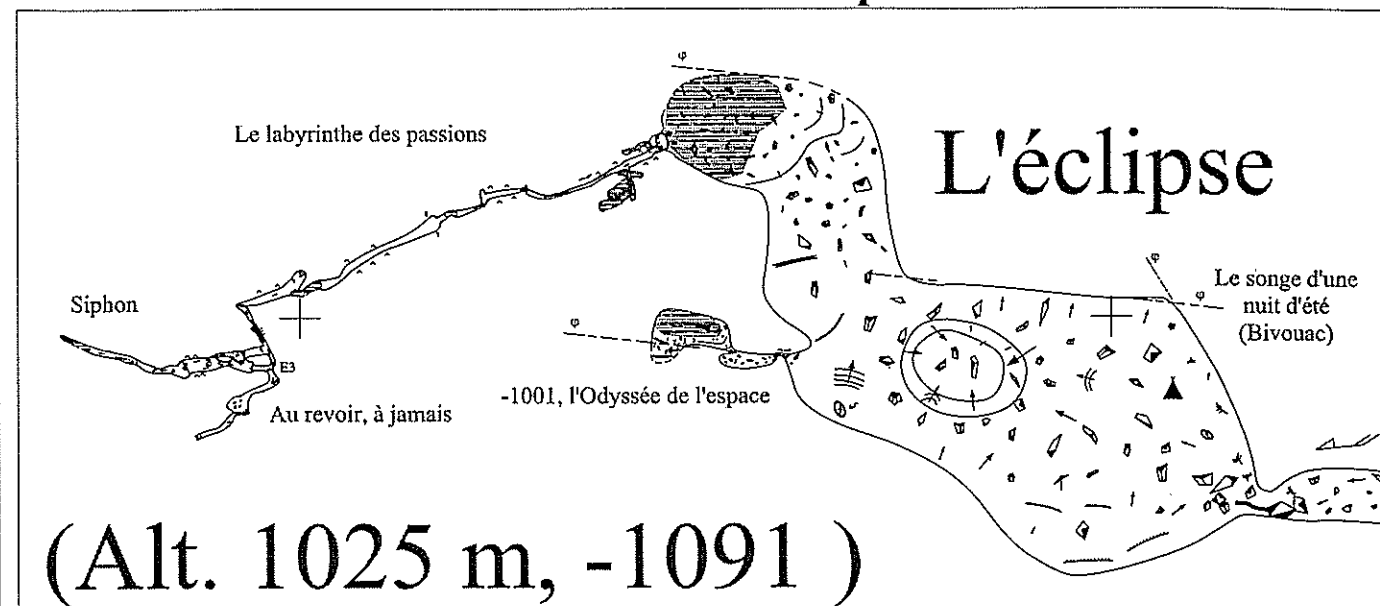 φ
Le labyrinthe des passions
L'éclipse
φ
Siphon
φ
Le songe d'une
nuit d'été
(Bivouac)
φ
E3
-1001, l'Odyssée de l'espace
Au revoir, à jamais
(Alt. 1025 m, -1091 )